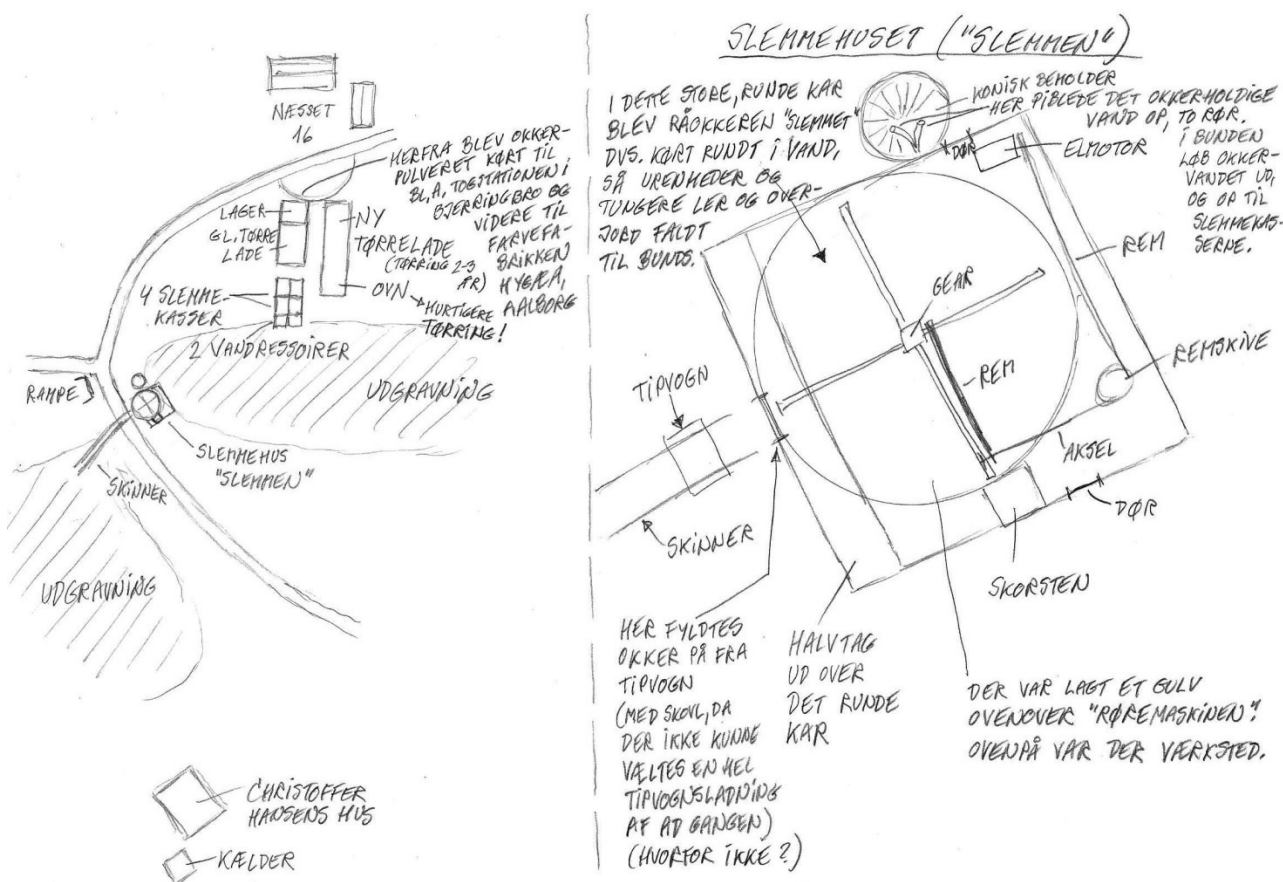 NÆSSET
16
HERFRA BLEV OKKER-
PULVERET KØRT TIL
BL.A. TOGSTATIONEN I
BJERRINGBRO OG
VIDERE TIL
FARVEFA-
BRIKKEN
HYGÆA,
AALBORG
LAGER
GL. TØRRE
LADE
NY
TØRRELADE
(TØRRING 2-3
ÅR)
OVN
HURTIGERE
TØRRING!
4 SLEMME-
KASSER
2 VANDRESSOIRER
UDGRAVNING
RAMPE
SLEMMEHUS
"SLEMMEN"
SKINNER
UDGRAVNING
CHRISTOFFER
HANSENS HUS
KÆLDER
SLEMMEHUSET ("SLEMMEN")
I DETTE STORE, RUNDE KAR
BLEV RÅOKKEREN "SLEMMET"
DVS. KØRT RUNDT I VAND,
SÅ URENHEDER OG
TUNGERE LER OG OVER-
JORD FALDT
TIL BUNDS.
KONISK BEHOLDER
HER PIBLEDE DET OKKERHOLDIGE
VAND OP, TO RØR.
I BUNDEN
LØB OKKER-
VANDET UD,
OG OP TIL
SLEMMEKAS-
SERNE.
DØR
ELMOTOR
REM
GEAR
REM
REMSKIVE
TIPVOGN
AKSEL
DØR
SKINNER
SKORSTEN
HER FYLDTES
OKKER PÅ FRA
TIPVOGN
(MED SKOVL, DA
DER IKKE KUNNE
VÆLTES EN HEL
TIPVOGNSLADNING
AF AD GANGEN)
(HVORFOR IKKE?)
HALVTAG
UD OVER
DET RUNDE
KAR
DER VAR LAGT ET GULV
OVENOVER "RØREMASKINEN".
OVENPÅ VAR DER VÆRKSTED.